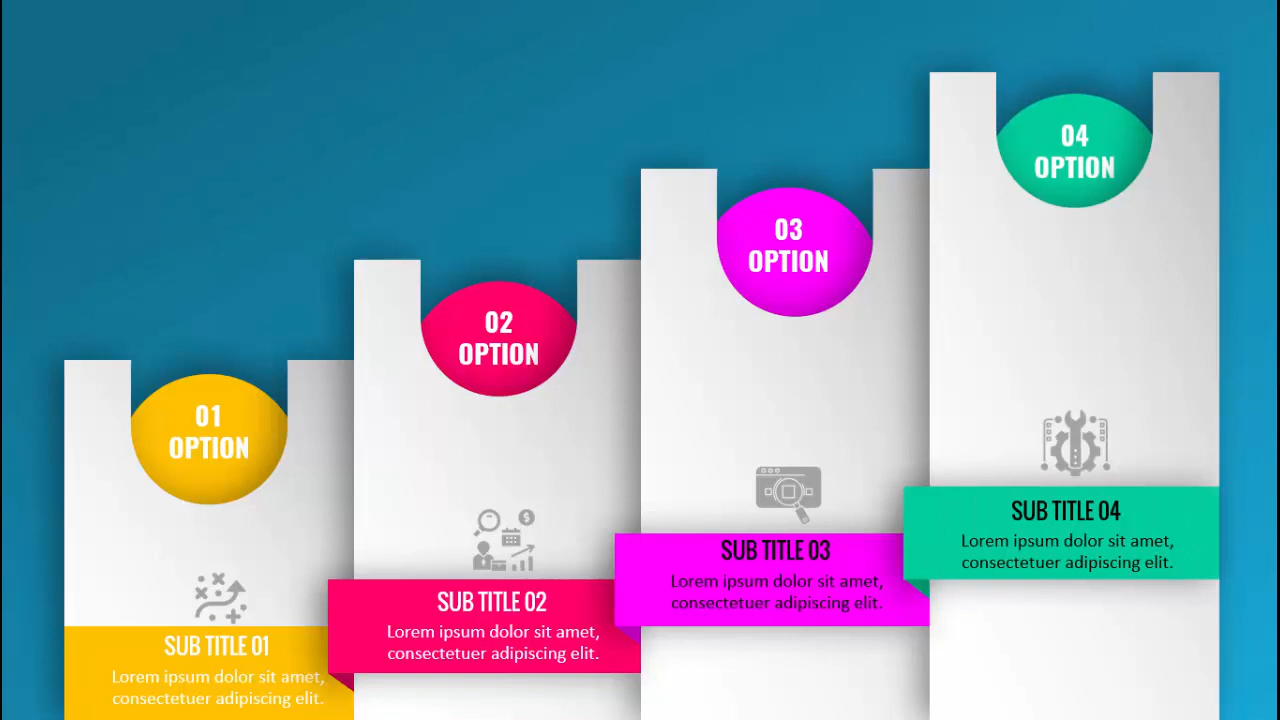 01
OPTION
SUB TITLE 01
Lorem ipsum dolor sit amet,
consectetuer adipiscing elit.
02
OPTION
SUB TITLE 02
Lorem ipsum dolor sit amet,
consectetuer adipiscing elit.
03
OPTION
SUB TITLE 03
Lorem ipsum dolor sit amet,
consectetuer adipiscing elit.
04
OPTION
SUB TITLE 04
Lorem ipsum dolor sit amet,
consectetuer adipiscing elit.